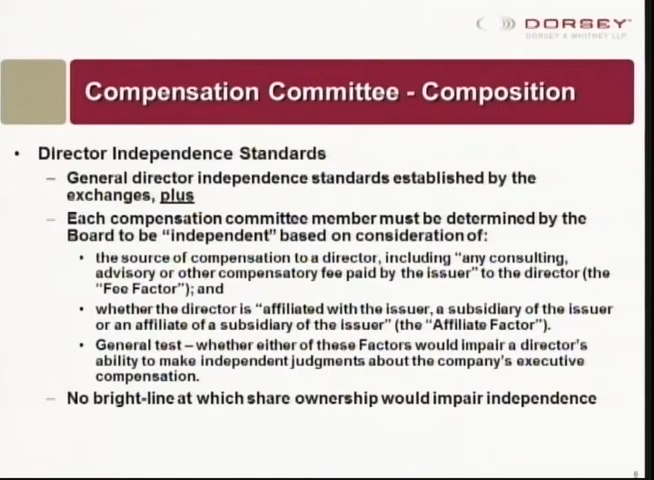 DORSEY™
DORSEY & WHITNEY LLP
Compensation Committee - Composition
• Director Independence Standards
– General director independence standards established by the
exchanges, plus
– Each compensation committee member must be determined by the
Board to be “independent” based on consideration of:
• the source of compensation to a director, including “any consulting,
advisory or other compensatory fee paid by the issuer” to the director (the
“Fee Factor”); and
• whether the director is “affiliated with the issuer, a subsidiary of the issuer
or an affiliate of a subsidiary of the issuer” (the “Affiliate Factor”).
• General test – whether either of these Factors would impair a director’s
ability to make independent judgments about the company’s executive
compensation.
– No bright-line at which share ownership would impair independence